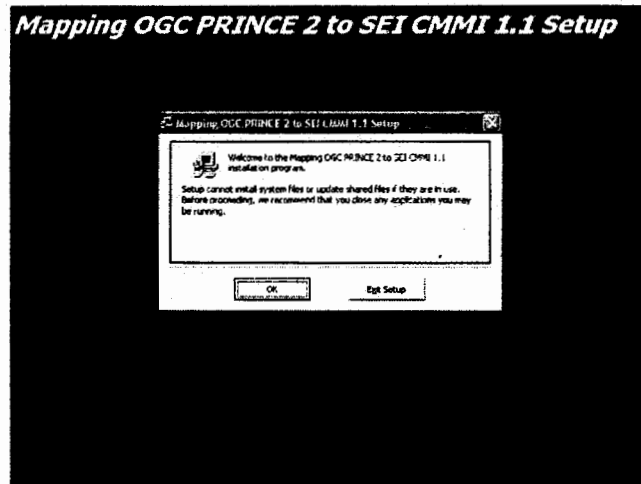 Mapping OGC PRINCE 2 to SEI CMMI 1.1 Setup
Mapping OGC PRINCE 2 to SEI CMMI 1.1 Setup
Welcome to the Mapping OGC PRINCE 2 to SEI CMMI 1.1
installation program.
Setup cannot install system files or update shared files if they are in use.
Before proceeding, we recommend that you close any applications you may
be running.
OK
Exit Setup